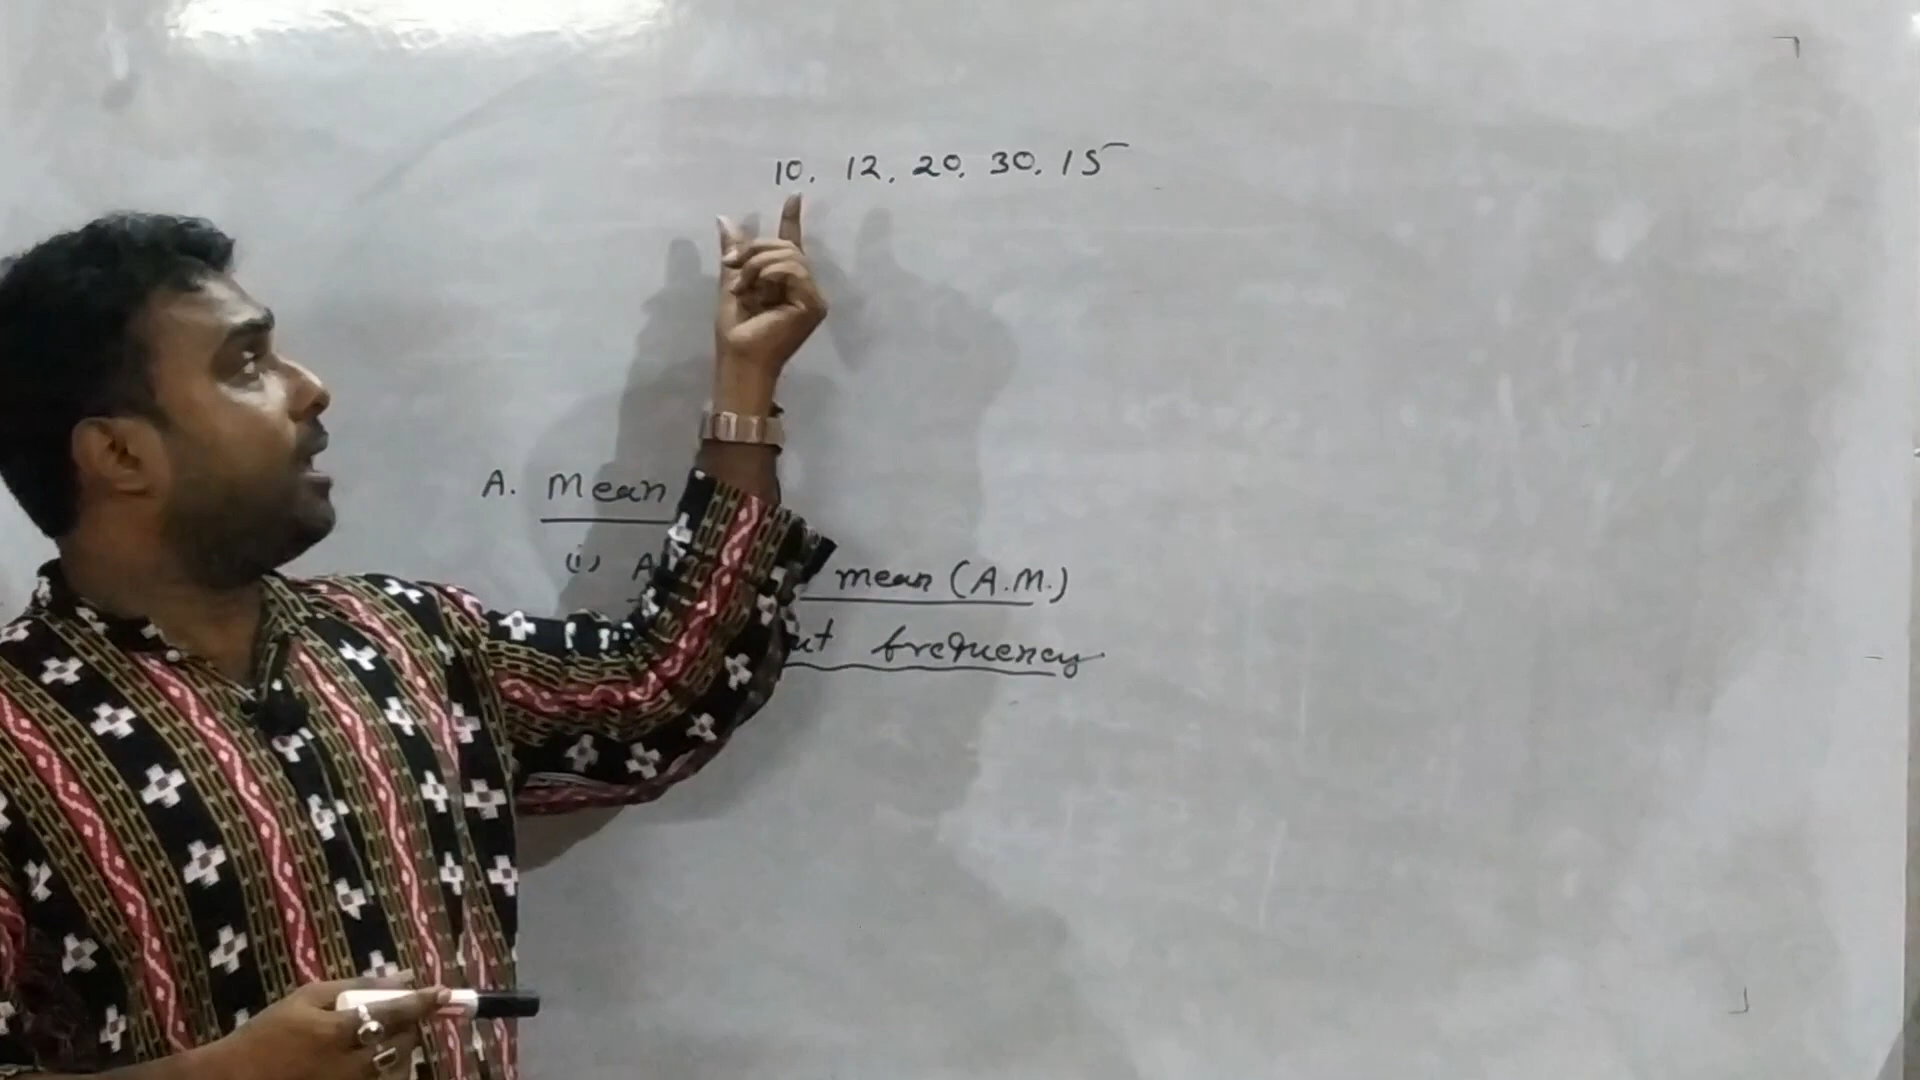 10, 12, 20, 30, 15
A. Mean
(i) A mean (A.M.)
frequency